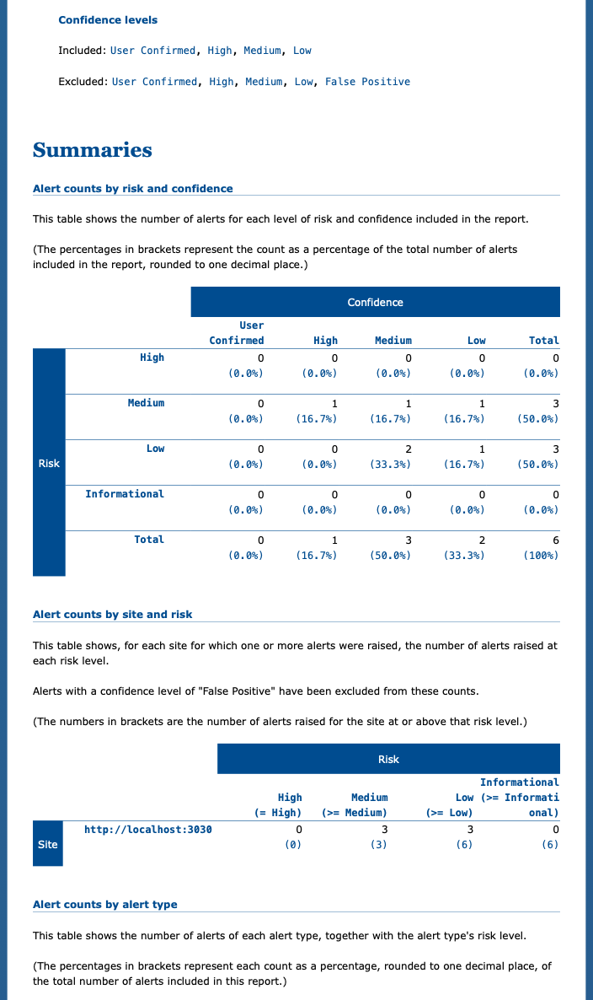 Confidence levels
Included: User Confirmed, High, Medium, Low
Excluded: User Confirmed, High, Medium, Low, False Positive
Summaries
Alert counts by risk and confidence
This table shows the number of alerts for each level of risk and confidence included in the report.
(The percentages in brackets represent the count as a percentage of the total number of alerts
included in the report, rounded to one decimal place.)
Confidence
User
Confirmed High Medium Low Total
High 0 0 0 0 0
(0.0%) (0.0%) (0.0%) (0.0%) (0.0%)
Medium 0 1 1 1 3
(0.0%) (16.7%) (16.7%) (16.7%) (50.0%)
Low 0 0 2 1 3
Risk (0.0%) (0.0%) (33.3%) (16.7%) (50.0%)
Informational 0 0 0 0 0
(0.0%) (0.0%) (0.0%) (0.0%) (0.0%)
Total 0 1 3 2 6
(0.0%) (16.7%) (50.0%) (33.3%) (100%)
Alert counts by site and risk
This table shows, for each site for which one or more alerts were raised, the number of alerts raised at
each risk level.
Alerts with a confidence level of "False Positive" have been excluded from these counts.
(The numbers in brackets are the number of alerts raised for the site at or above that risk level.)
Risk
Informational
High Medium Low (>= Informati
(= High) (>= Medium) (>= Low) onal)
http://localhost:3030 0 3 3 0
Site (0) (3) (6) (6)
Alert counts by alert type
This table shows the number of alerts of each alert type, together with the alert type's risk level.
(The percentages in brackets represent each count as a percentage, rounded to one decimal place, of
the total number of alerts included in this report.)